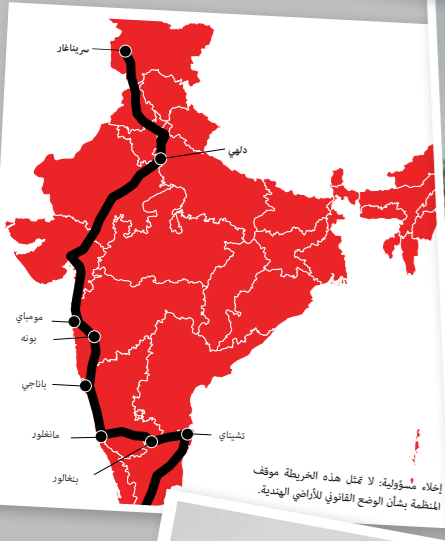 سريناغار
دلهي
مومباي
بونه
باناجي
مانغلور
تشيناي
بنغالور
إخلاء مسؤولية: لا تمثل هذه الخريطة موقف
المنظمة بشأن الوضع القانوني للأراضي الهندية.